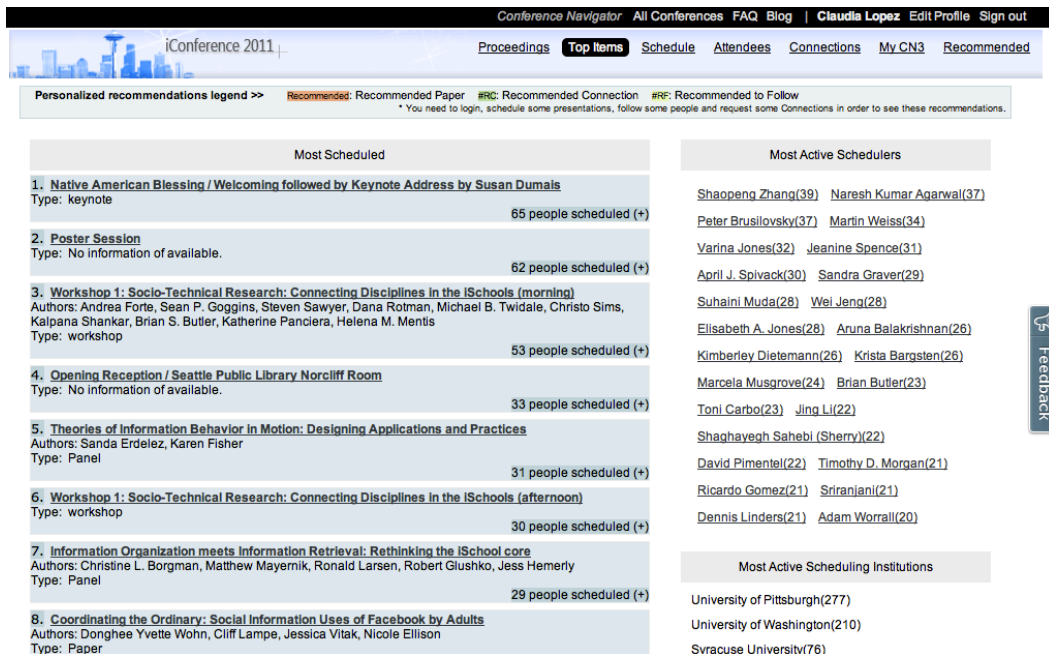 Conference Navigator All Conferences FAQ Blog | Claudia Lopez Edit Profile Sign out
iConference 2011
Proceedings Top Items Schedule Attendees Connections My CN3 Recommended
Personalized recommendations legend >> Recommended: Recommended Paper #RC: Recommended Connection #RF: Recommended to Follow
* You need to login, schedule some presentations, follow some people and request some Connections in order to see these recommendations.
Most Scheduled
1. Native American Blessing / Welcoming followed by Keynote Address by Susan Dumais
Type: keynote
65 people scheduled (+)
2. Poster Session
Type: No information of available.
62 people scheduled (+)
3. Workshop 1: Socio-Technical Research: Connecting Disciplines in the iSchools (morning)
Authors: Andrea Forte, Sean P. Goggins, Steven Sawyer, Dana Rotman, Michael B. Twidale, Christo Sims,
Kalpana Shankar, Brian S. Butler, Katherine Panciera, Helena M. Mentis
Type: workshop
53 people scheduled (+)
4. Opening Reception / Seattle Public Library Norcliff Room
Type: No information of available.
33 people scheduled (+)
5. Theories of Information Behavior in Motion: Designing Applications and Practices
Authors: Sanda Erdelez, Karen Fisher
Type: Panel
31 people scheduled (+)
6. Workshop 1: Socio-Technical Research: Connecting Disciplines in the iSchools (afternoon)
Type: workshop
30 people scheduled (+)
7. Information Organization meets Information Retrieval: Rethinking the iSchool core
Authors: Christine L. Borgman, Matthew Mayernik, Ronald Larsen, Robert Glushko, Jess Hemerly
Type: Panel
29 people scheduled (+)
8. Coordinating the Ordinary: Social Information Uses of Facebook by Adults
Authors: Donghee Yvette Wohn, Cliff Lampe, Jessica Vitak, Nicole Ellison
Type: Paper
Most Active Schedulers
Shaopeng Zhang(39) Naresh Kumar Agarwal(37)
Peter Brusilovsky(37) Martin Weiss(34)
Varina Jones(32) Jeanine Spence(31)
April J. Spivack(30) Sandra Graver(29)
Suhaini Muda(28) Wei Jeng(28)
Elisabeth A. Jones(28) Aruna Balakrishnan(26)
Kimberley Dietemann(26) Krista Bargsten(26)
Marcela Musgrove(24) Brian Butler(23)
Toni Carbo(23) Jing Li(22)
Shaghayegh Sahebi (Sherry)(22)
David Pimentel(22) Timothy D. Morgan(21)
Ricardo Gomez(21) Sriranjani(21)
Dennis Linders(21) Adam Worrall(20)
Most Active Scheduling Institutions
University of Pittsburgh(277)
University of Washington(210)
Syracuse University(76)
Feedback